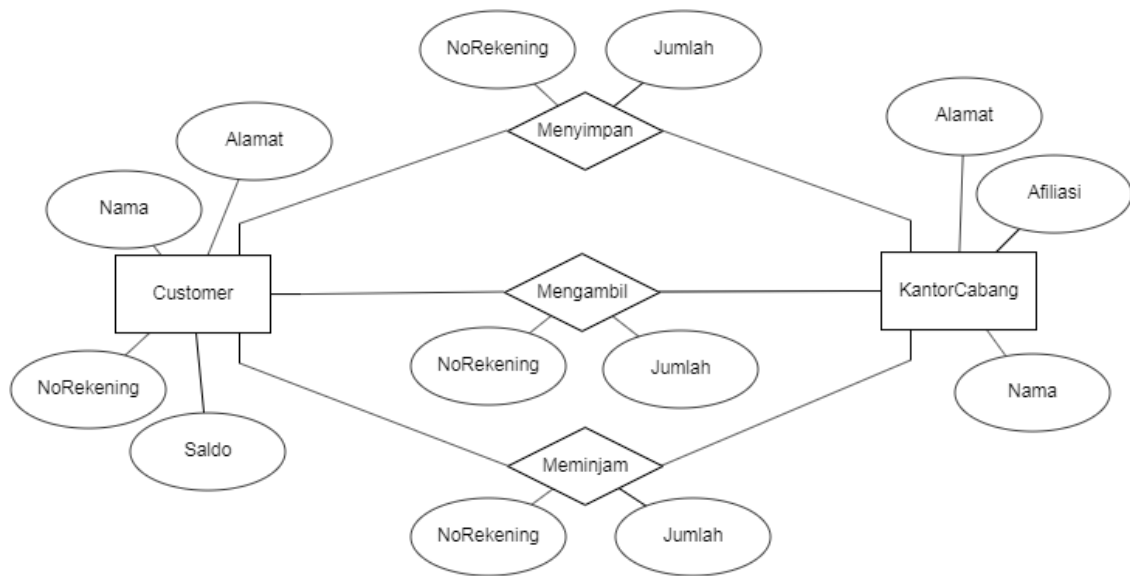 NoRekening
Jumlah
Menyimpan
Alamat
Alamat
Nama
Afiliasi
Customer
Mengambil
KantorCabang
NoRekening
NoRekening
Jumlah
Nama
Saldo
Meminjam
NoRekening
Jumlah